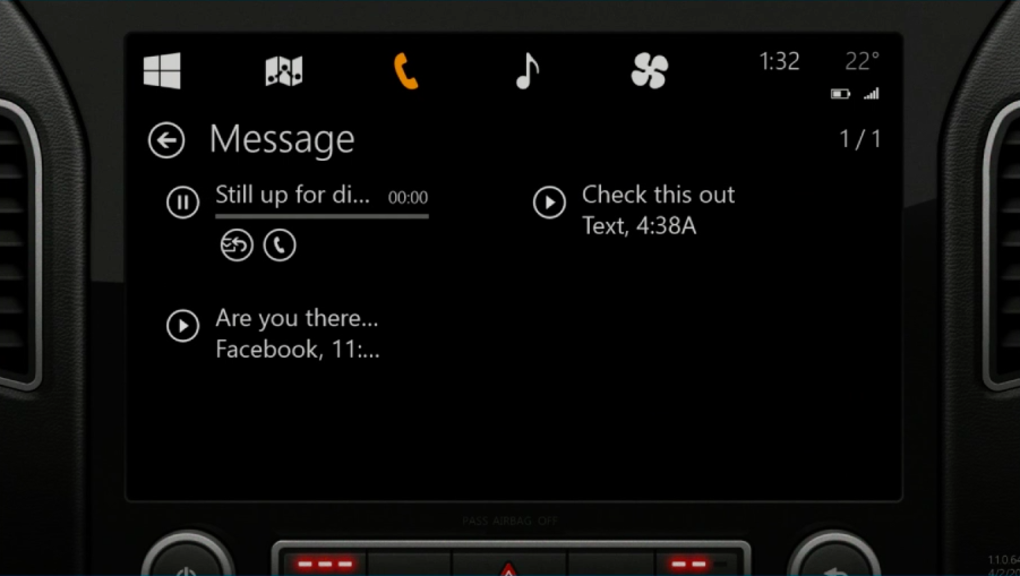 1:32 22°
Message 1/1
Still up for di... 00:00
Check this out
Text, 4:38A
Are you there...
Facebook, 11:...
PASS AIRBAG OFF